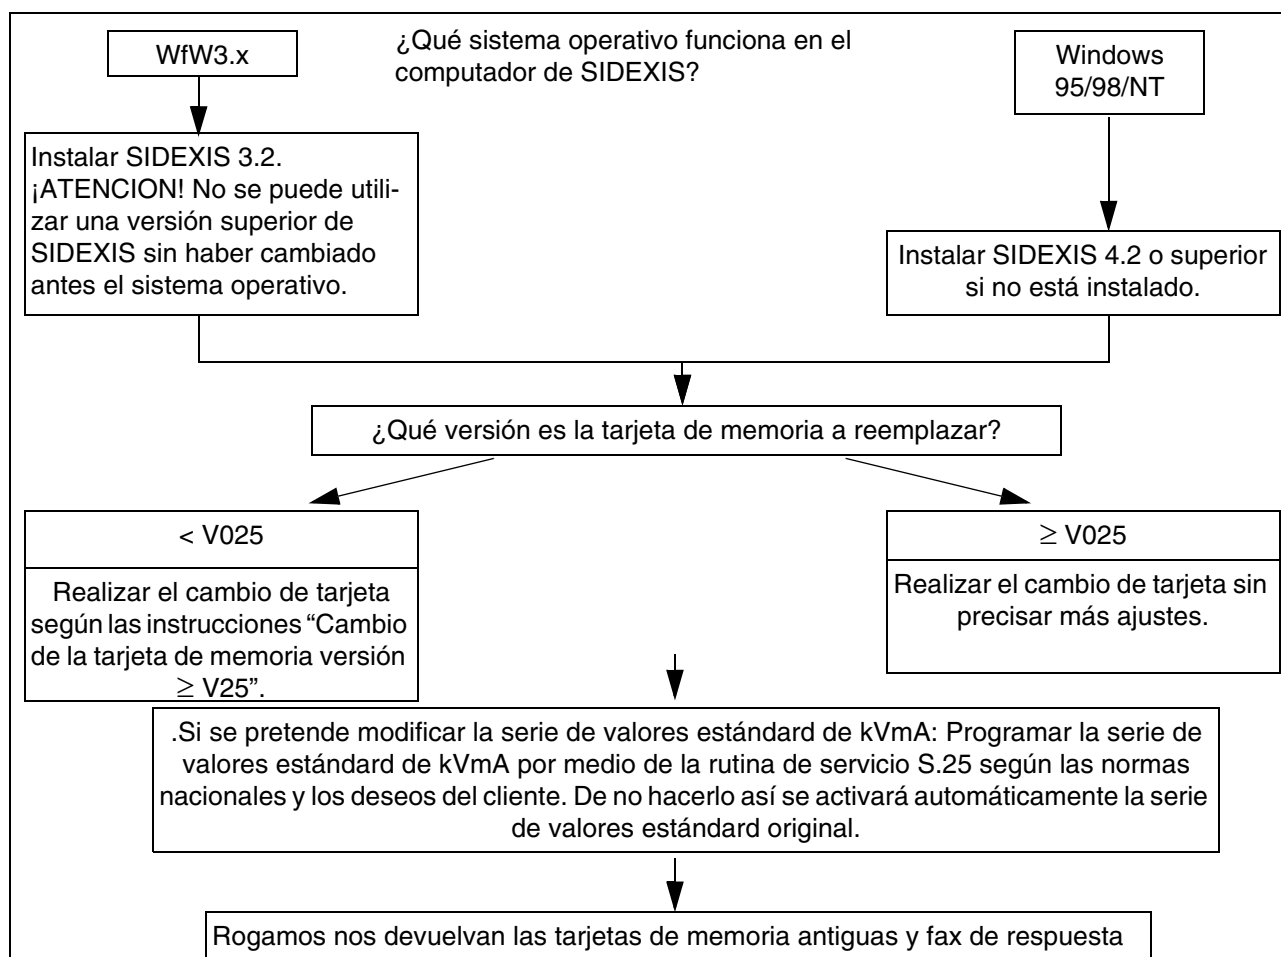 WfW3.x
¿Qué sistema operativo funciona en el
computador de SIDEXIS?
Windows
95/98/NT
Instalar SIDEXIS 3.2.
¡ATENCION! No se puede utili-
zar una versión superior de
SIDEXIS sin haber cambiado
antes el sistema operativo.
Instalar SIDEXIS 4.2 o superior
si no está instalado.
¿Qué versión es la tarjeta de memoria a reemplazar?
< V025
Realizar el cambio de tarjeta
según las instrucciones “Cambio
de la tarjeta de memoria versión
≥ V25”.
≥ V025
Realizar el cambio de tarjeta sin
precisar más ajustes.
.Si se pretende modificar la serie de valores estándard de kVmA: Programar la serie de
valores estándard de kVmA por medio de la rutina de servicio S.25 según las normas
nacionales y los deseos del cliente. De no hacerlo así se activará automáticamente la serie
de valores estándard original.
Rogamos nos devuelvan las tarjetas de memoria antiguas y fax de respuesta